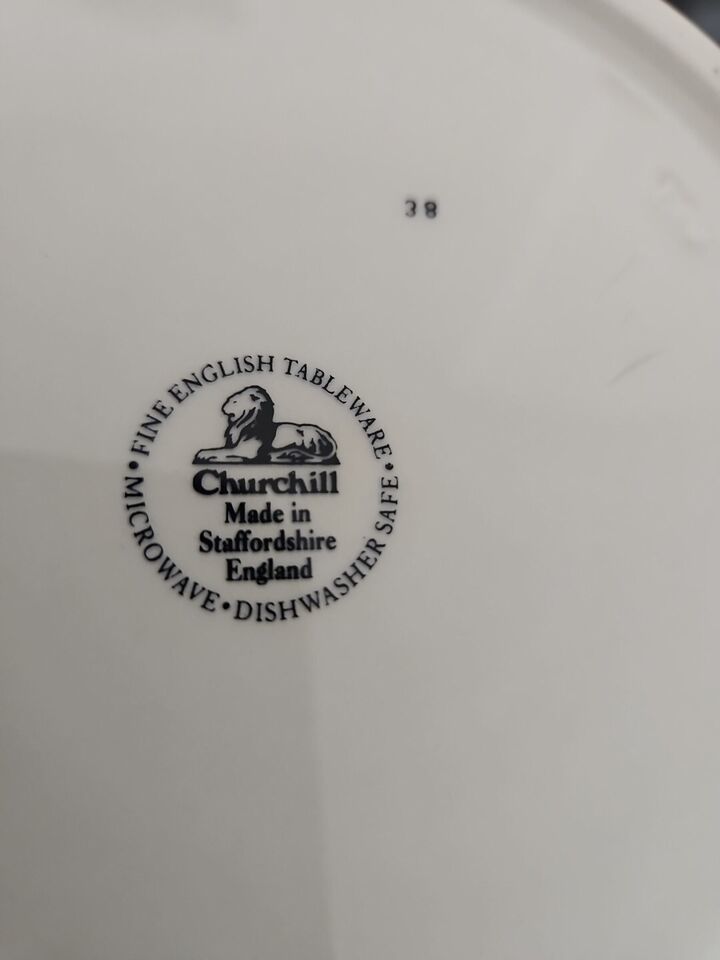 38
• FINE ENGLISH TABLEWARE •
Churchill
Made in
Staffordshire
England
MICROWAVE • DISHWASHER SAFE